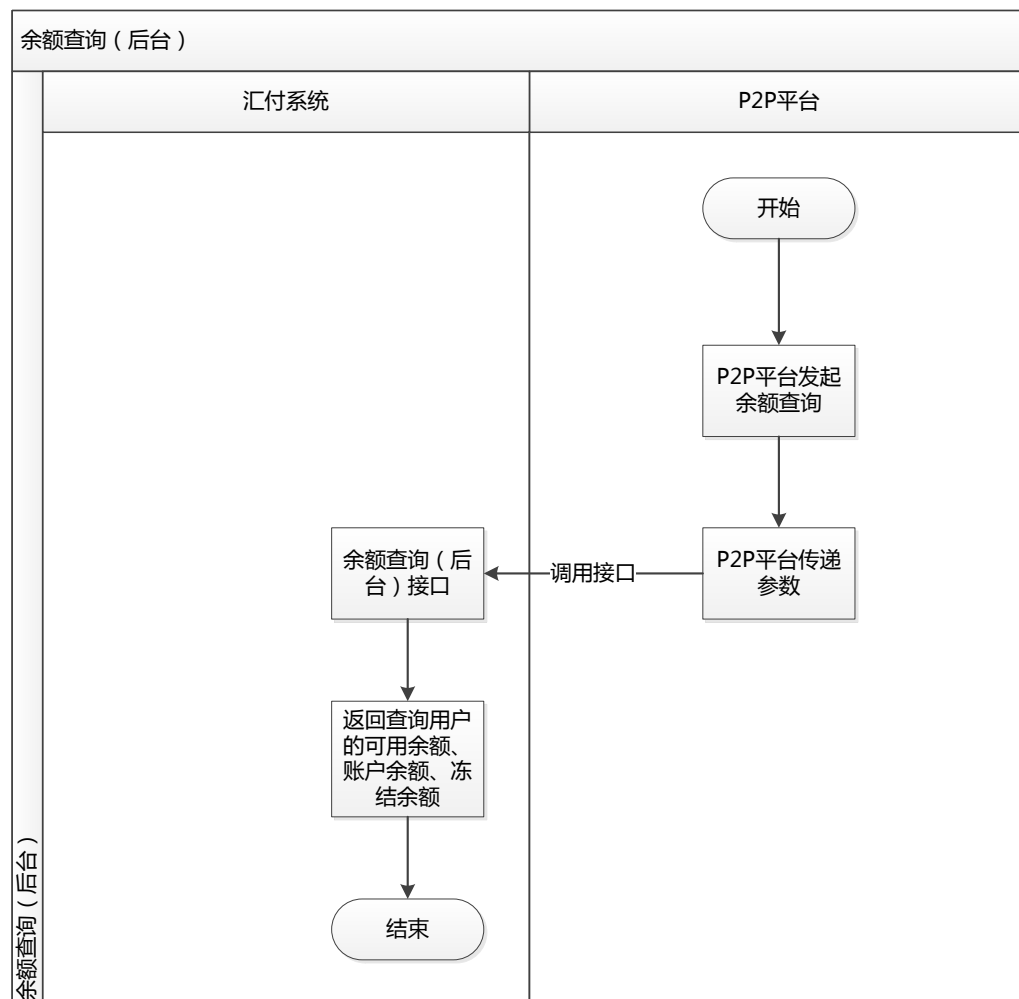 余额查询（后台）
汇付系统
P2P平台
开始
P2P平台发起
余额查询
P2P平台传递
参数
调用接口
余额查询（后
台）接口
返回查询用户
的可用余额、
账户余额、冻
结余额
结束
余额查询（后台）